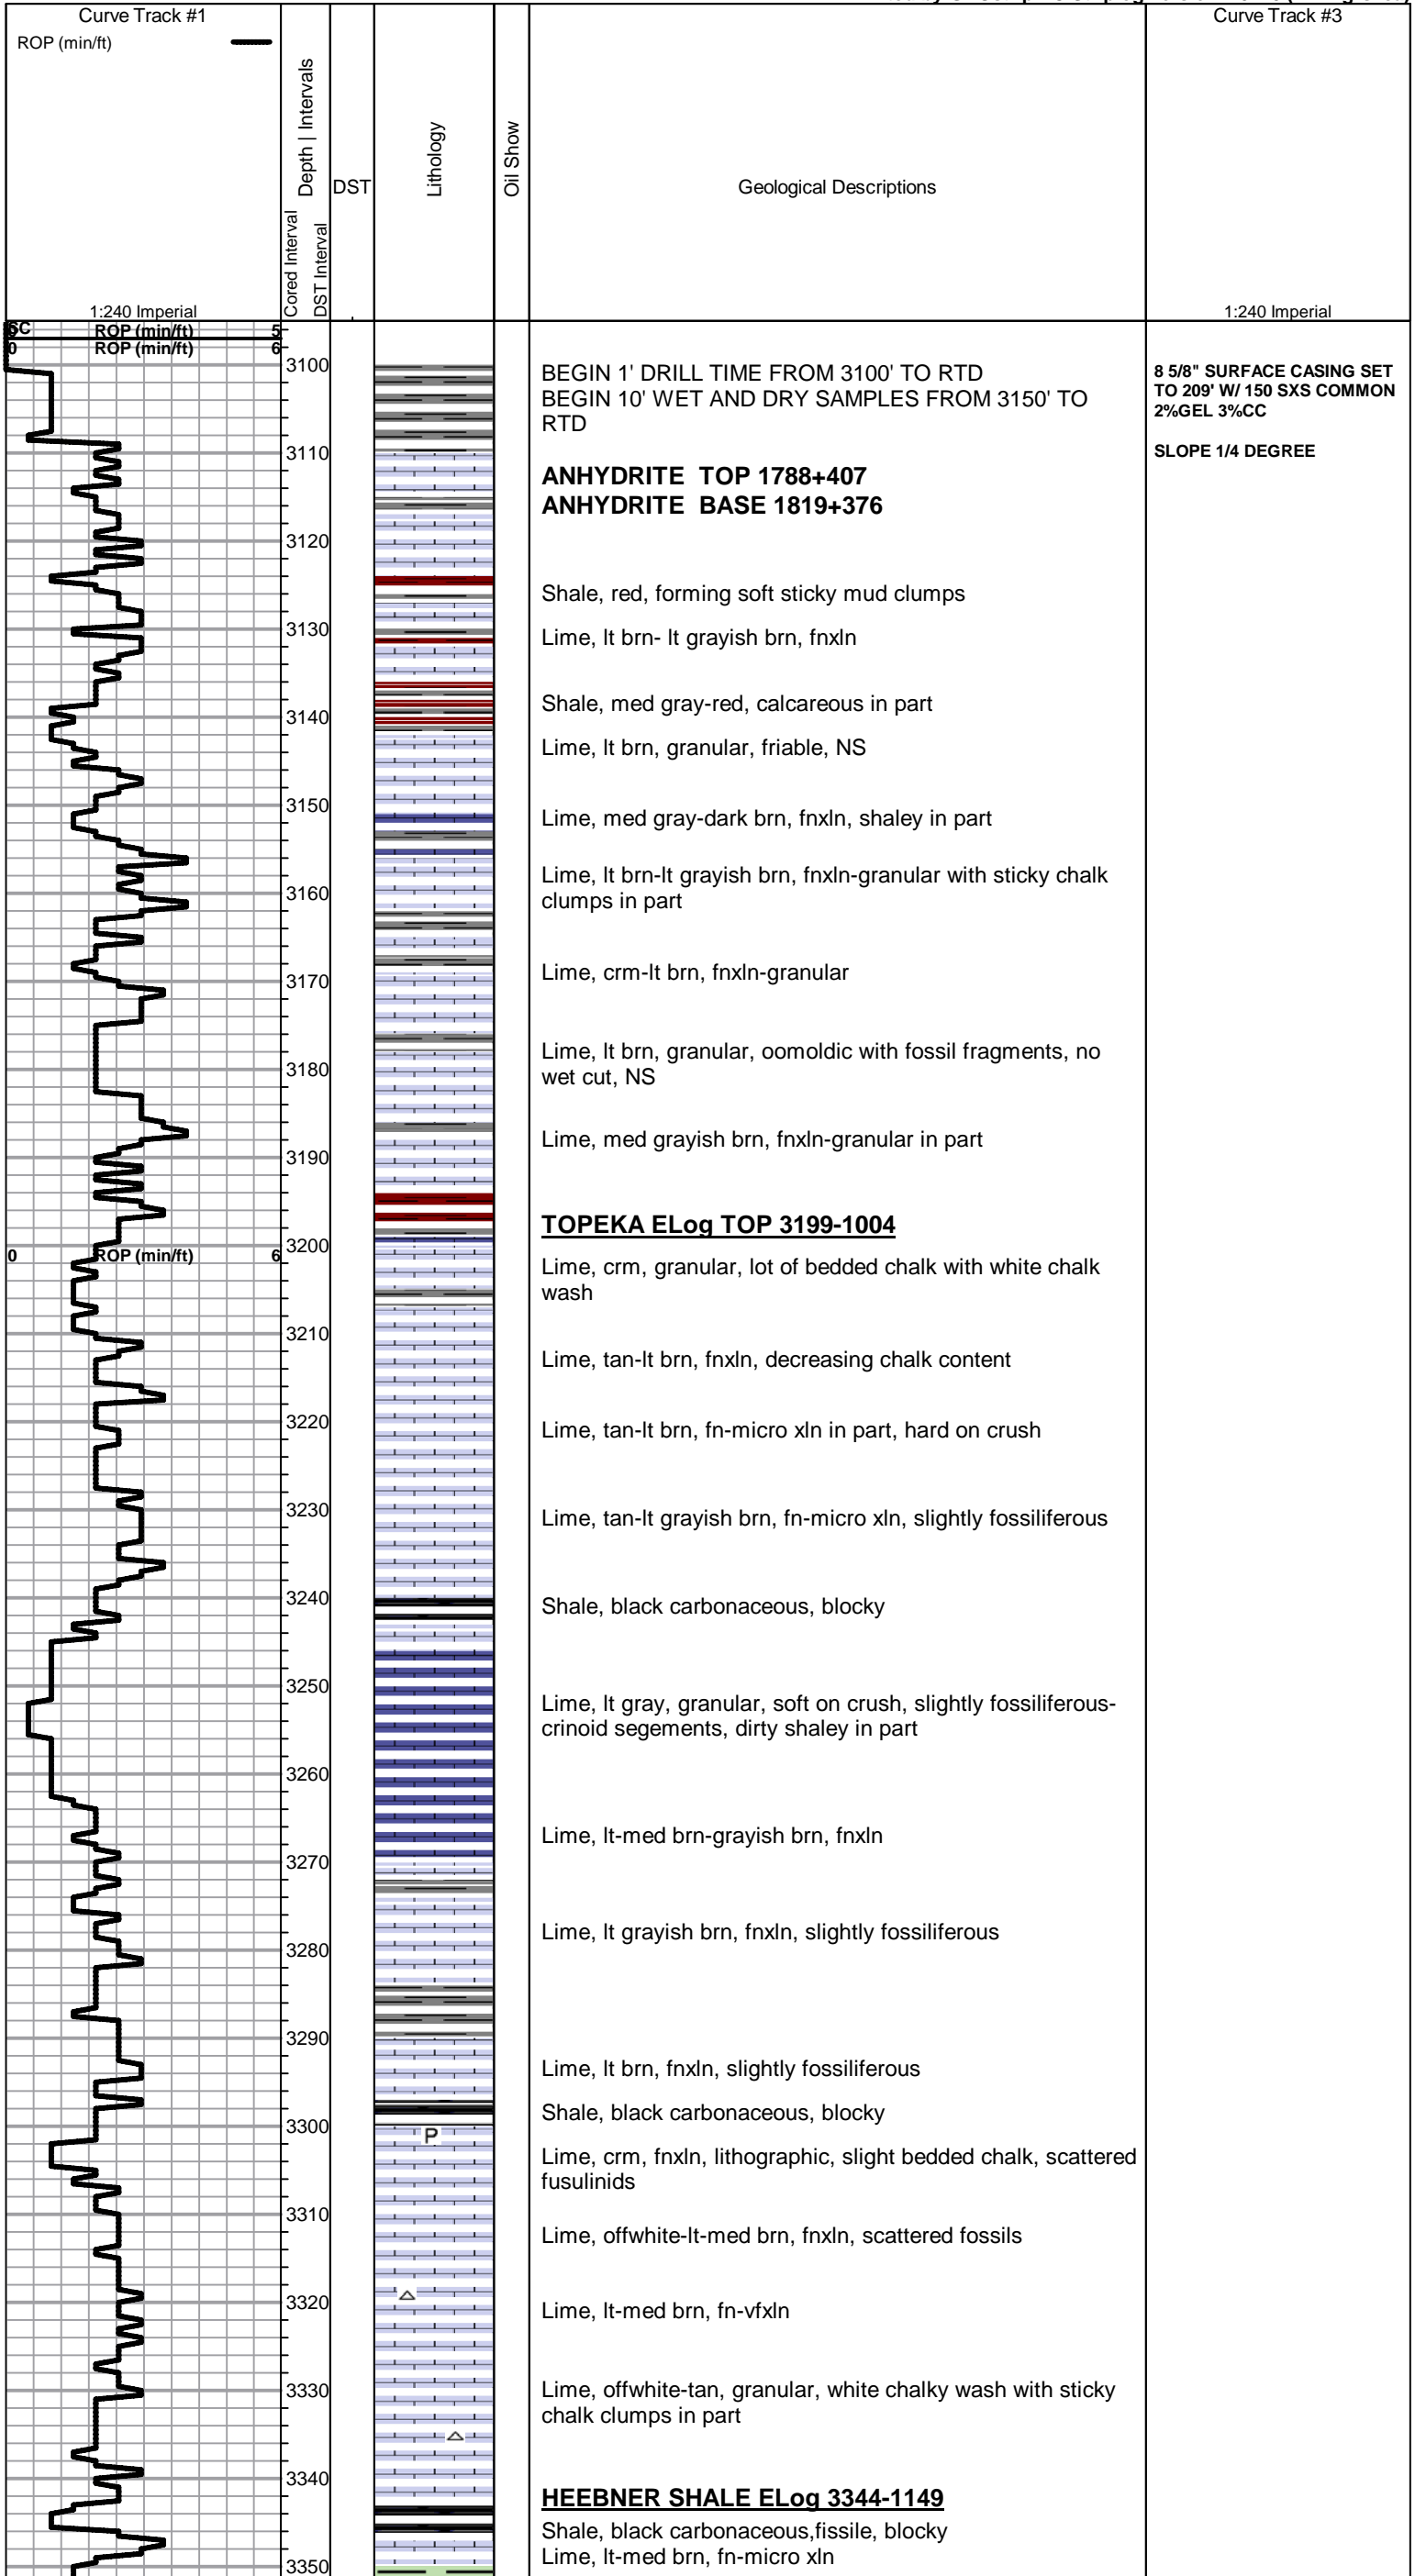 Curve Track #1
ROP (min/ft)
Cored Interval
Depth | Intervals
DST Interval
DST
Lithology
Oil Show
Geological Descriptions
Curve Track #3
1:240 Imperial
1:240 Imperial
ROP (min/ft) 5
0 ROP (min/ft) 6
3100
BEGIN 1' DRILL TIME FROM 3100' TO RTD
BEGIN 10' WET AND DRY SAMPLES FROM 3150' TO
RTD
8 5/8" SURFACE CASING SET
TO 209' W/ 150 SXS COMMON
2%GEL 3%CC
SLOPE 1/4 DEGREE
3110
ANHYDRITE TOP 1788+407
ANHYDRITE BASE 1819+376
3120
Shale, red, forming soft sticky mud clumps
3130
Lime, lt brn- lt grayish brn, fnxln
Shale, med gray-red, calcareous in part
3140
Lime, lt brn, granular, friable, NS
3150
Lime, med gray-dark brn, fnxln, shaley in part
3160
Lime, lt brn-lt grayish brn, fnxln-granular with sticky chalk
clumps in part
3170
Lime, crm-lt brn, fnxln-granular
3180
Lime, lt brn, granular, oomoldic with fossil fragments, no
wet cut, NS
3190
Lime, med grayish brn, fnxln-granular in part
TOPEKA ELog TOP 3199-1004
0 ROP (min/ft) 6
3200
Lime, crm, granular, lot of bedded chalk with white chalk
wash
3210
Lime, tan-lt brn, fnxln, decreasing chalk content
3220
Lime, tan-lt brn, fn-micro xln in part, hard on crush
3230
Lime, tan-lt grayish brn, fn-micro xln, slightly fossiliferous
3240
Shale, black carbonaceous, blocky
3250
Lime, lt gray, granular, soft on crush, slightly fossiliferous-
crinoid segements, dirty shaley in part
3260
Lime, lt-med brn-grayish brn, fnxln
3270
Lime, lt grayish brn, fnxln, slightly fossiliferous
3280
3290
Lime, lt brn, fnxln, slightly fossiliferous
Shale, black carbonaceous, blocky
3300
P
Lime, crm, fnxln, lithographic, slight bedded chalk, scattered
fusulinids
3310
Lime, offwhite-lt-med brn, fnxln, scattered fossils
3320
Lime, lt-med brn, fn-vfxln
3330
Lime, offwhite-tan, granular, white chalky wash with sticky
chalk clumps in part
3340
HEEBNER SHALE ELog 3344-1149
Shale, black carbonaceous,fissile, blocky
Lime, lt-med brn, fn-micro xln
3350